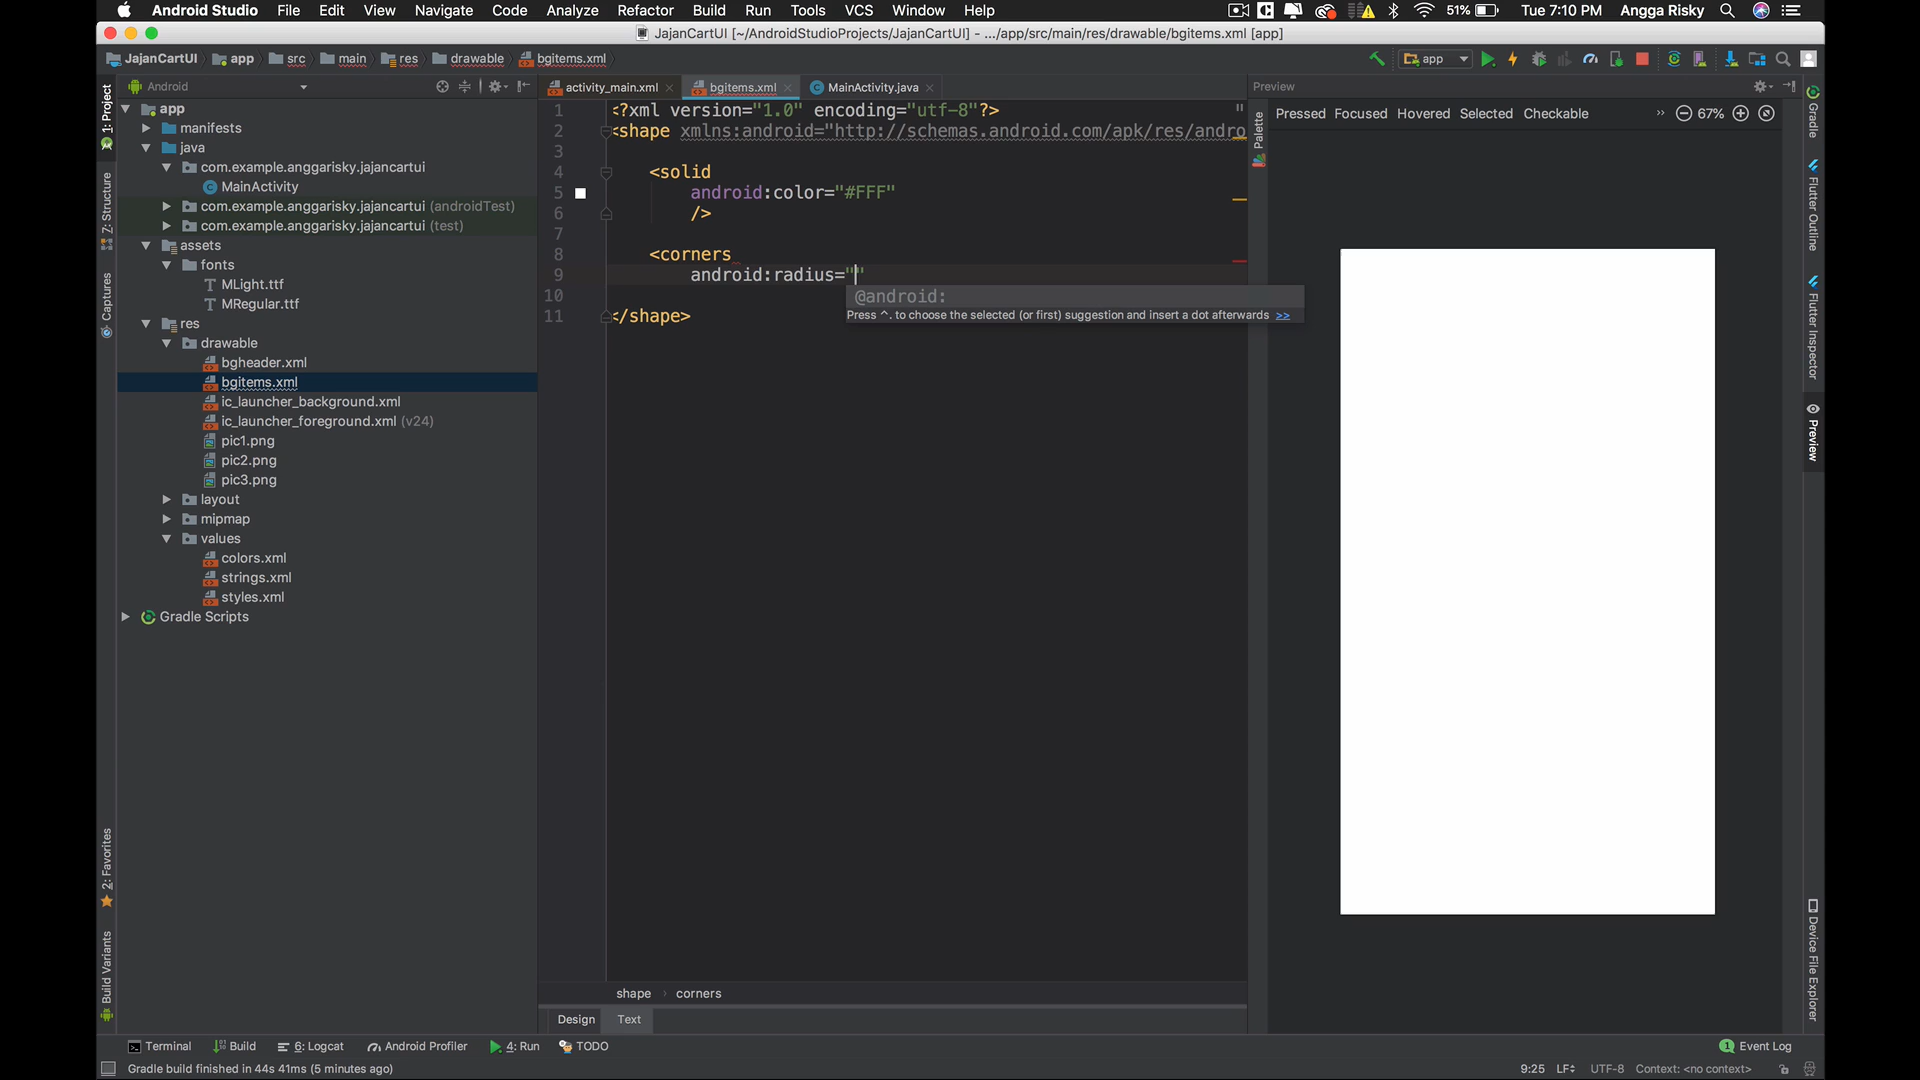 Android Studio File Edit View Navigate Code Analyze Refactor Build Run Tools VCS Window Help 51% Tue 7:10 PM Angga Risky
JajanCartUI [~/AndroidStudioProjects/JajanCartUI] - .../app/src/main/res/drawable/bgitems.xml [app]
JajanCartUI app src main res drawable bgitems.xml app
Android activity_main.xml bgitems.xml MainActivity.java Preview
Pressed Focused Hovered Selected Checkable » 67%
1: Project
7: Structure
Captures
2: Favorites
Build Variants
app
manifests
java
com.example.anggarisky.jajancartui
MainActivity
com.example.anggarisky.jajancartui (androidTest)
com.example.anggarisky.jajancartui (test)
assets
fonts
MLight.ttf
MRegular.ttf
res
drawable
bgheader.xml
bgitems.xml
ic_launcher_background.xml
ic_launcher_foreground.xml (v24)
pic1.png
pic2.png
pic3.png
layout
mipmap
values
colors.xml
strings.xml
styles.xml
Gradle Scripts
1 <?xml version="1.0" encoding="utf-8"?>
2 <shape xmlns:android="http://schemas.android.com/apk/res/andro
3
4 <solid
5 android:color="#FFF"
6 />
7
8 <corners
9 android:radius=""
10
11 </shape>
@android:
Press ^. to choose the selected (or first) suggestion and insert a dot afterwards >>
Palette
Gradle
Flutter Outline
Flutter Inspector
Preview
Device File Explorer
shape › corners
Design Text
Terminal Build 6: Logcat Android Profiler 4: Run TODO 1 Event Log
Gradle build finished in 44s 41ms (5 minutes ago) 9:25 LF÷ UTF-8 Context: <no context>